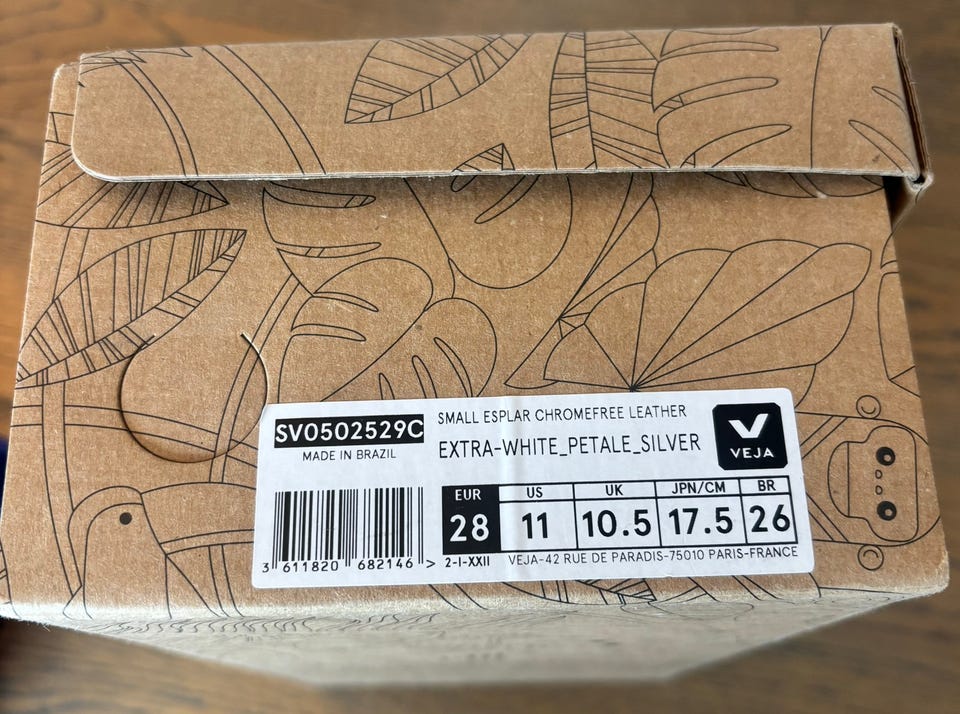 SV0502529C
MADE IN BRAZIL
SMALL ESPLAR CHROMEFREE LEATHER
EXTRA-WHITE_PETALE_SILVER
VEJA
EUR US UK JPN/CM BR
28 11 10.5 17.5 26
3 611820 682146 >
2-I-XXII
VEJA-42 RUE DE PARADIS-75010 PARIS-FRANCE